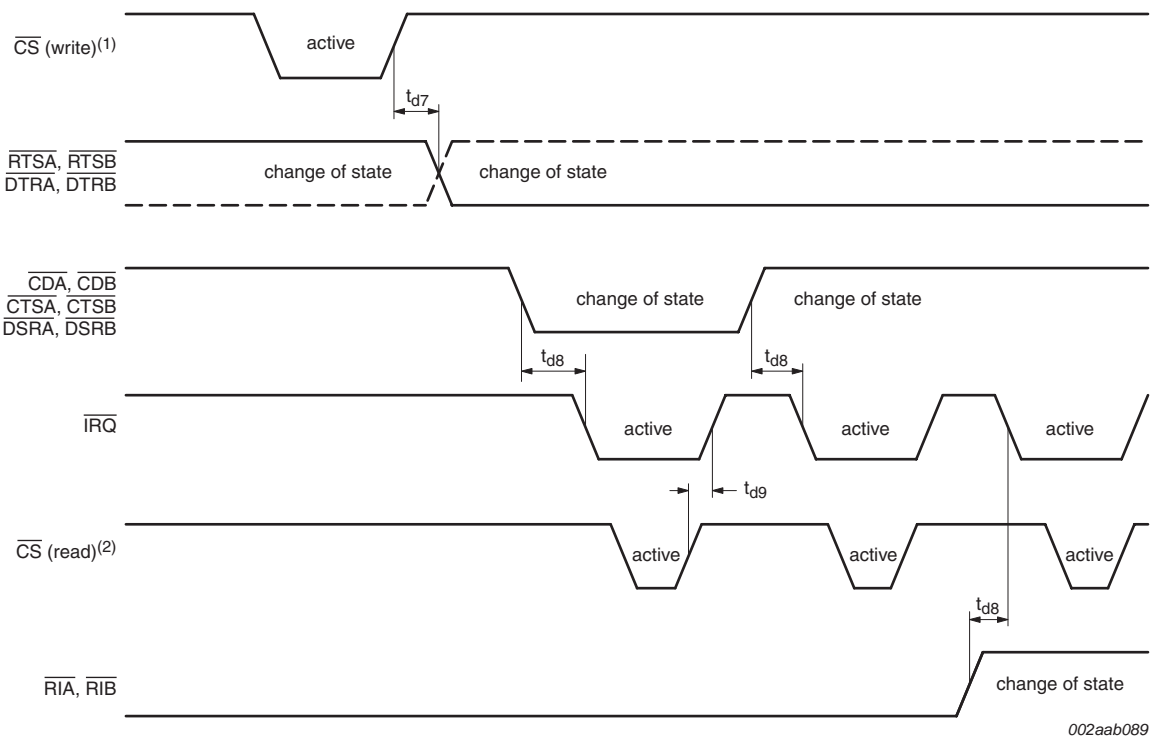 CS (write)(1)
active
td7
RTSA, RTSB
DTRA, DTRB
change of state
change of state
CDA, CDB
CTSA, CTSB
DSRA, DSRB
change of state
change of state
td8
td8
IRQ
active
active
active
td9
CS (read)(2)
active
active
active
td8
RIA, RIB
change of state
002aab089